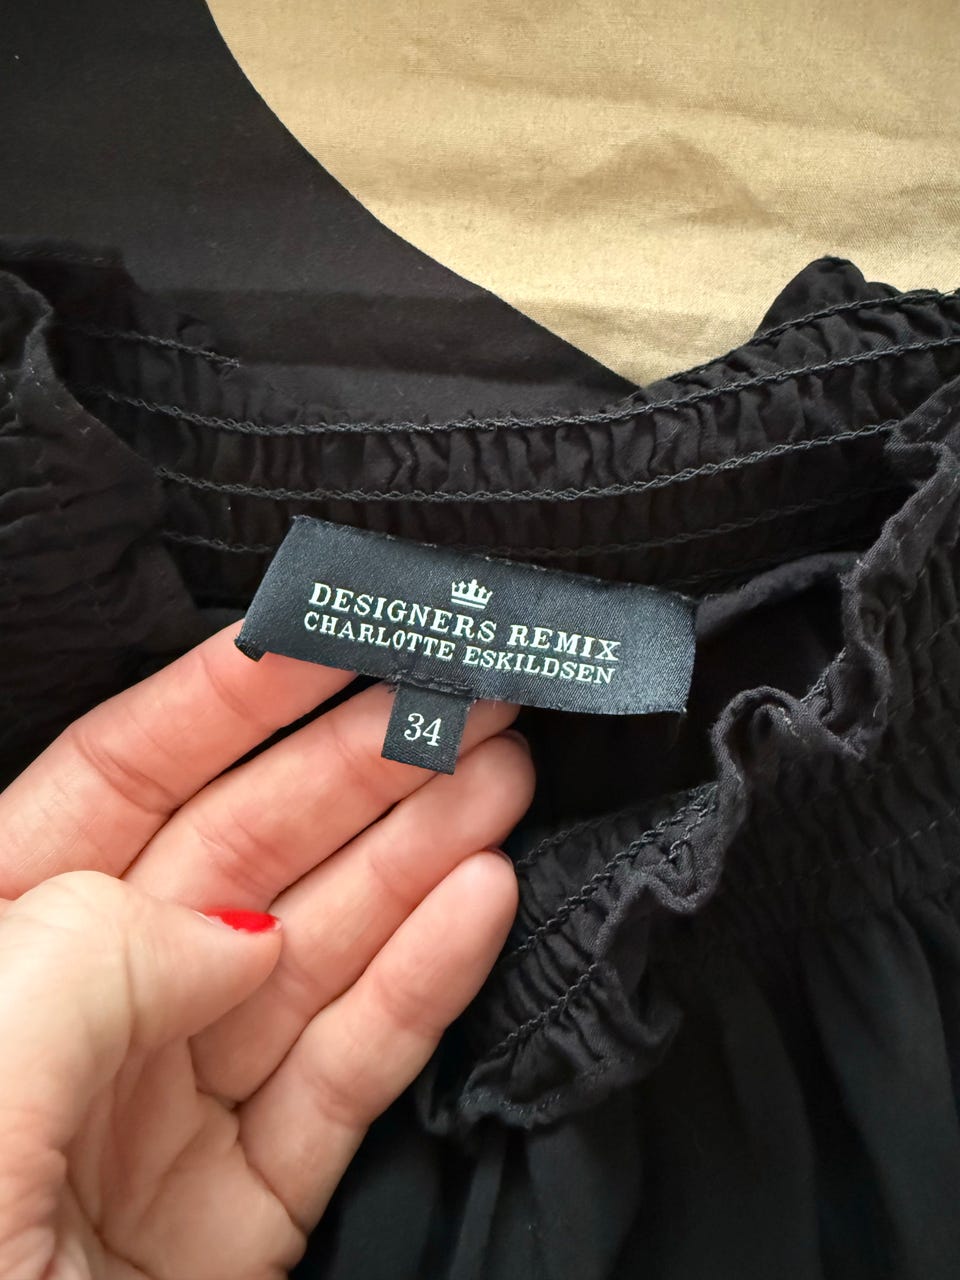 DESIGNERS REMIX
CHARLOTTE ESKILDSEN
34